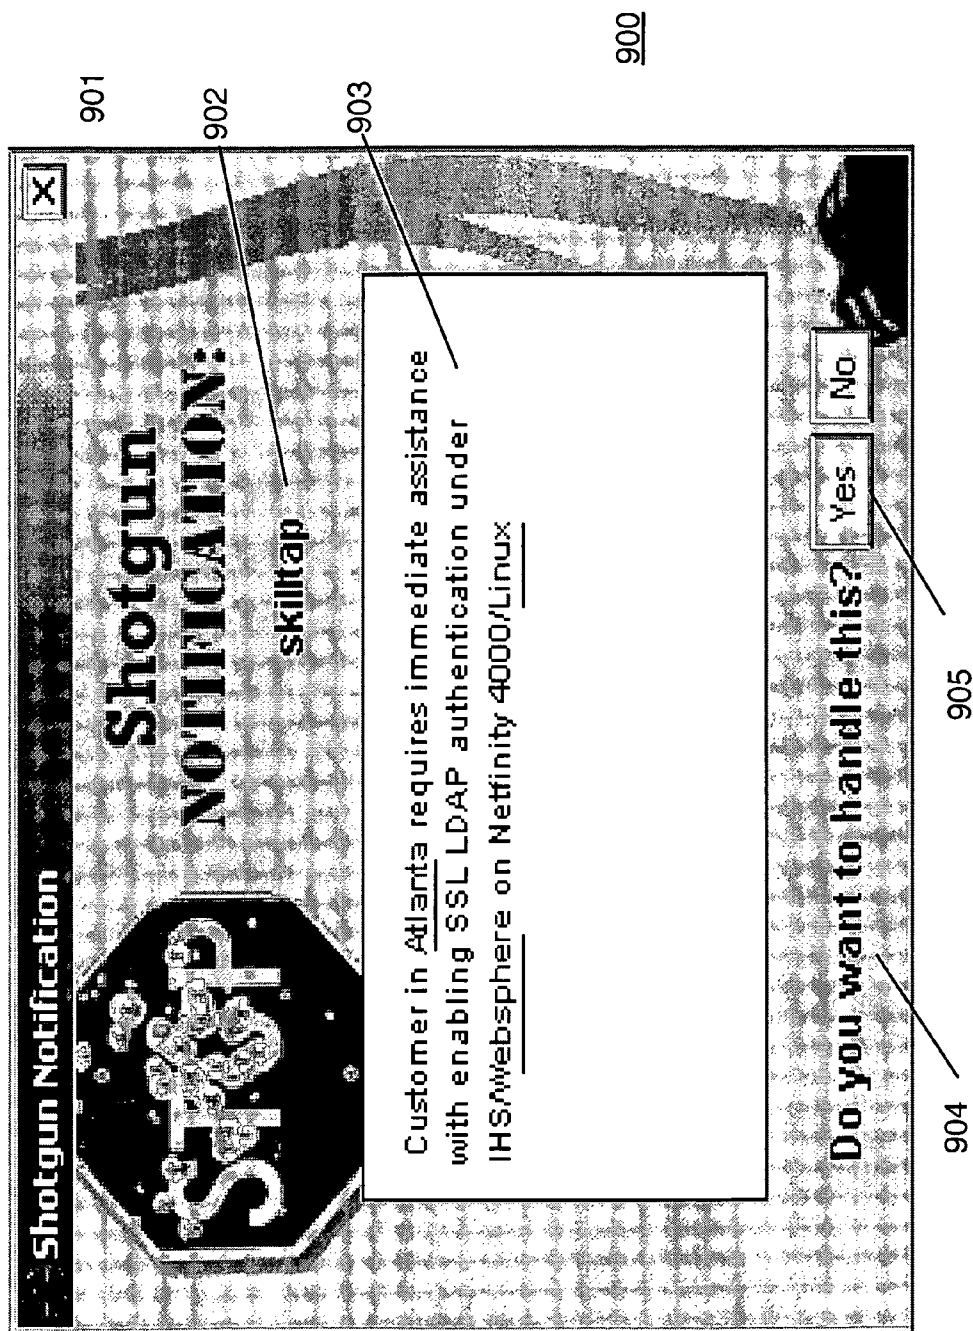 Shotgun Notification
X
Shotgun
NOTIFICATION:
STOP
skilltap
Customer in Atlanta requires immediate assistance
with enabling SSL LDAP authentication under
IHS/Websphere on Netfinity 4000/Linux
Do you want to handle this?
Yes
No
901
902
903
900
904
905